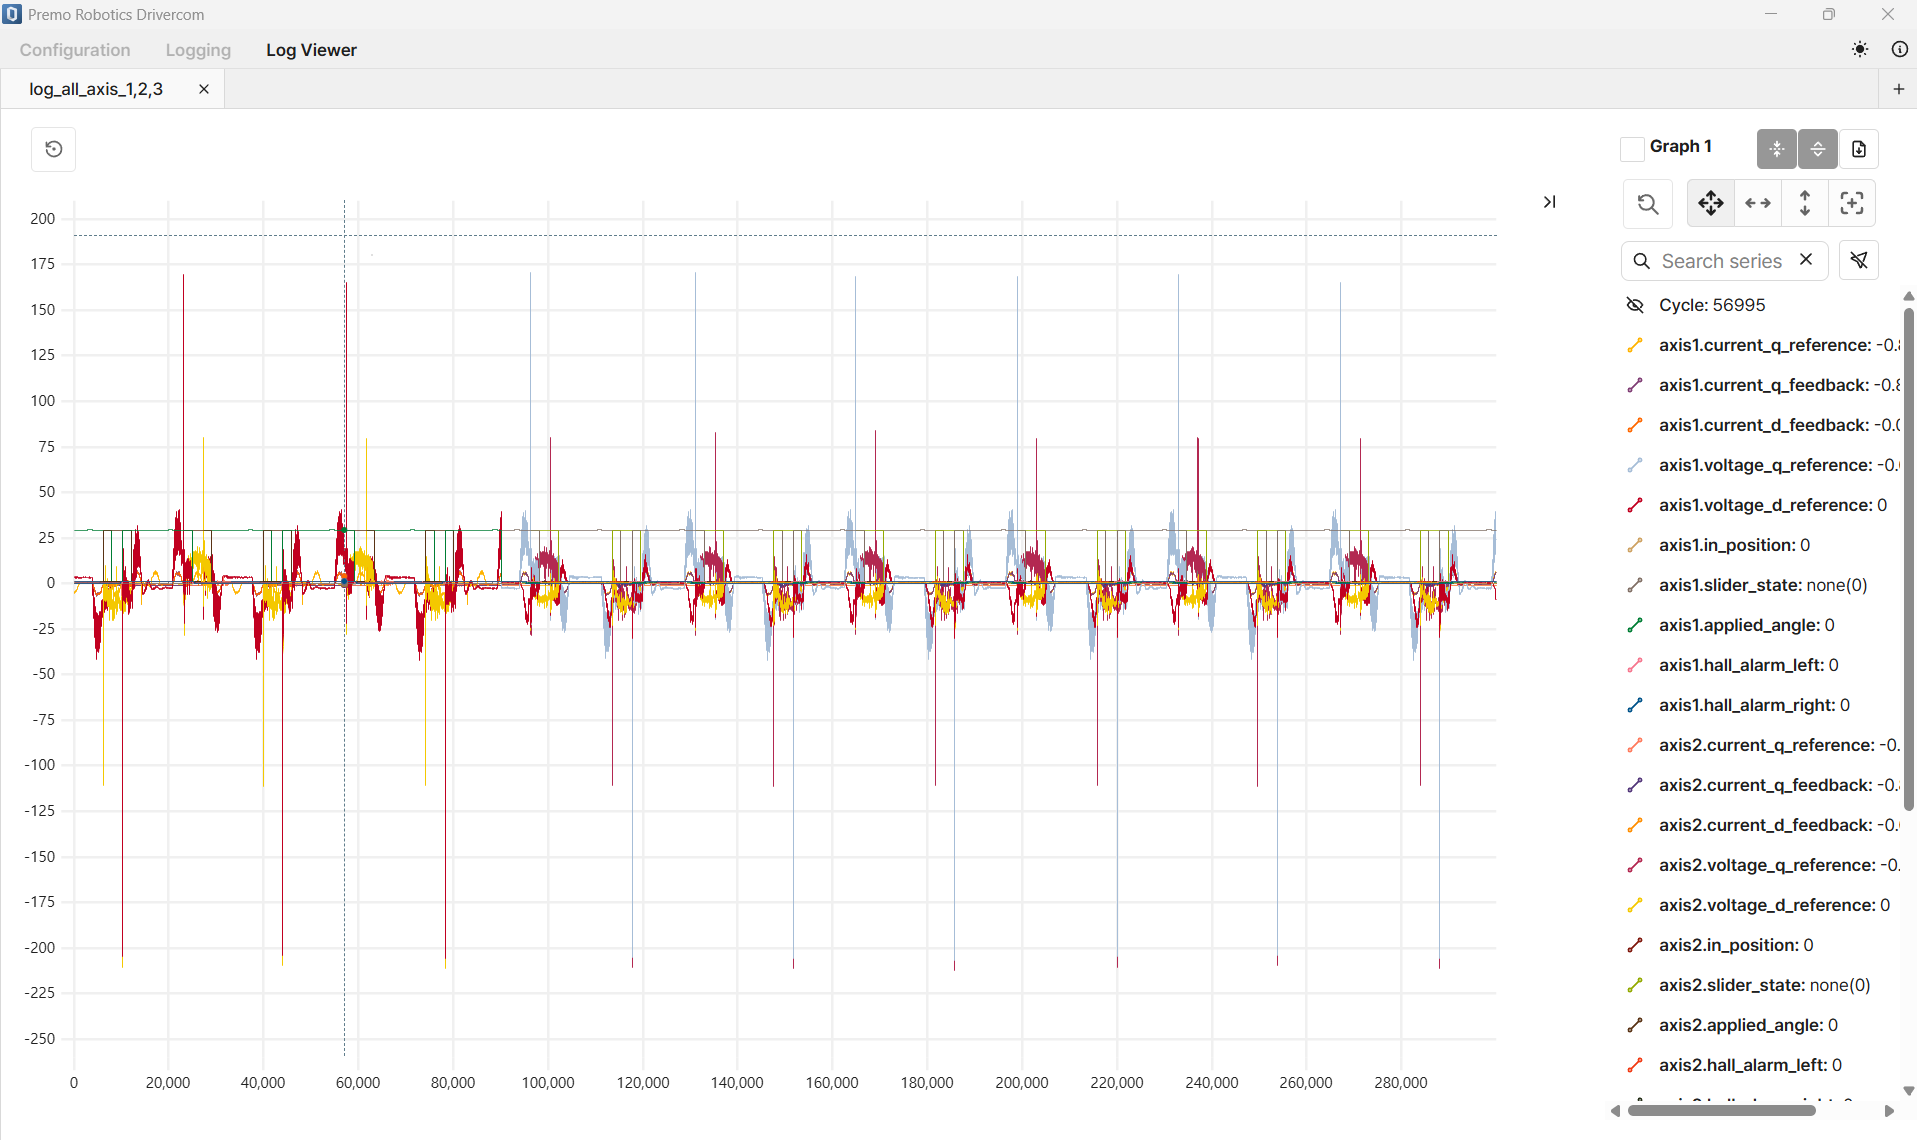 Premo Robotics Drivercom
Configuration Logging Log Viewer
log_all_axis_1,2,3
Graph 1
Search series
Cycle: 56995
axis1.current_q_reference: -0.
axis1.current_q_feedback: -0.
axis1.current_d_feedback: -0.
axis1.voltage_q_reference: -0.
axis1.voltage_d_reference: 0
axis1.in_position: 0
axis1.slider_state: none(0)
axis1.applied_angle: 0
axis1.hall_alarm_left: 0
axis1.hall_alarm_right: 0
axis2.current_q_reference: -0.
axis2.current_q_feedback: -0.
axis2.current_d_feedback: -0.
axis2.voltage_q_reference: -0.
axis2.voltage_d_reference: 0
axis2.in_position: 0
axis2.slider_state: none(0)
axis2.applied_angle: 0
axis2.hall_alarm_left: 0
200
175
150
125
100
75
50
25
0
-25
-50
-75
-100
-125
-150
-175
-200
-225
-250
0 20,000 40,000 60,000 80,000 100,000 120,000 140,000 160,000 180,000 200,000 220,000 240,000 260,000 280,000